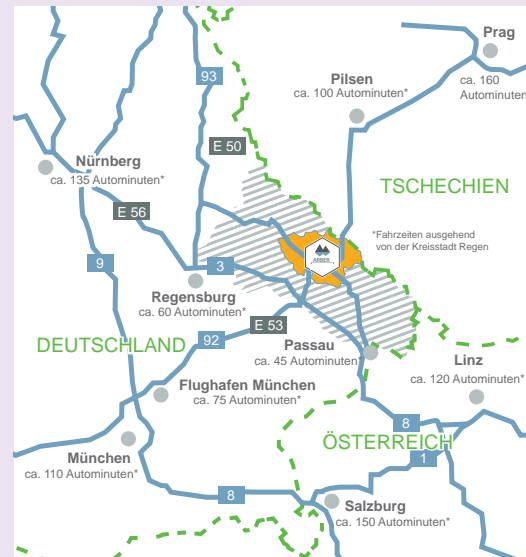 Prag
ca. 160
Autominuten*
93
Pilsen
ca. 100 Autominuten*
E 50
Nürnberg
ca. 135 Autominuten*
TSCHECHIEN
E 56
*Fahrzeiten ausgehend
von der Kreisstadt Regen
ARBER
9
3
Regensburg
ca. 60 Autominuten*
E 53
92
DEUTSCHLAND
Passau
ca. 45 Autominuten*
Linz
ca. 120 Autominuten*
Flughafen München
ca. 75 Autominuten*
8
ÖSTERREICH
München
ca. 110 Autominuten*
1
8
Salzburg
ca. 150 Autominuten*